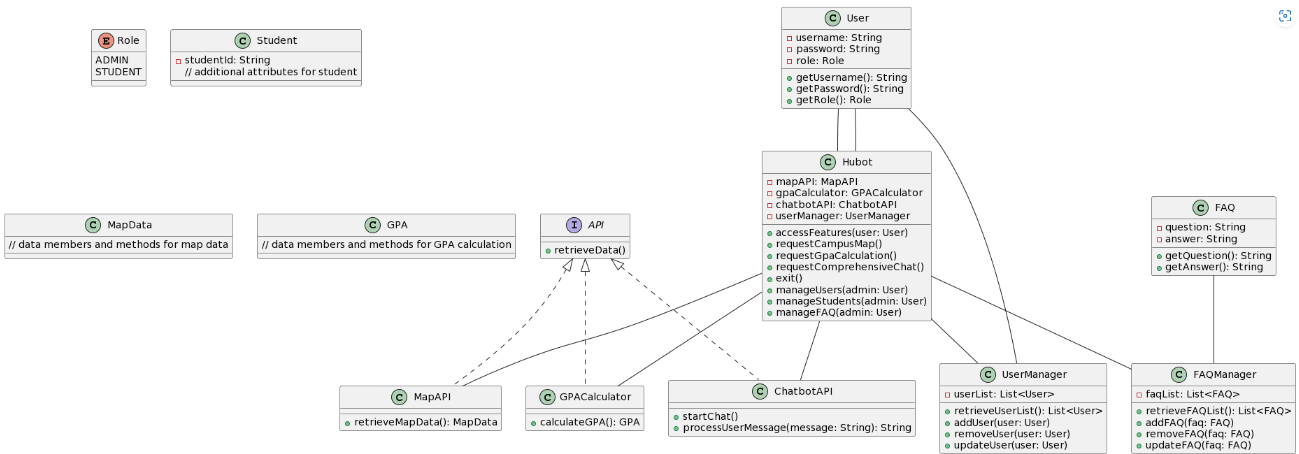 E Role
ADMIN
STUDENT
C Student
studentId: String
// additional attributes for student
C User
username: String
password: String
role: Role
getUsername(): String
getPassword(): String
getRole(): Role
C MapData
// data members and methods for map data
C GPA
// data members and methods for GPA calculation
I API
retrieveData()
C Hubot
mapAPI: MapAPI
gpaCalculator: GPACalculator
chatbotAPI: ChatbotAPI
userManager: UserManager
accessFeatures(user: User)
requestCampusMap()
requestGpaCalculation()
requestComprehensiveChat()
exit()
manageUsers(admin: User)
manageStudents(admin: User)
manageFAQ(admin: User)
C FAQ
question: String
answer: String
getQuestion(): String
getAnswer(): String
C MapAPI
retrieveMapData(): MapData
C GPACalculator
calculateGPA(): GPA
C ChatbotAPI
startChat()
processUserMessage(message: String): String
C UserManager
userList: List<User>
retrieveUserList(): List<User>
addUser(user: User)
removeUser(user: User)
updateUser(user: User)
C FAQManager
faqList: List<FAQ>
retrieveFAQList(): List<FAQ>
addFAQ(faq: FAQ)
removeFAQ(faq: FAQ)
updateFAQ(faq: FAQ)